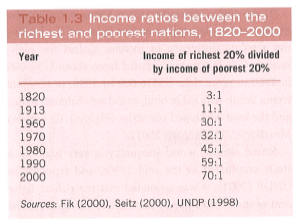 Table 1.3 Income ratios between the
richest and poorest nations, 1820–2000
Year Income of richest 20% divided
by income of poorest 20%
1820 3:1
1913 11:1
1960 30:1
1970 32:1
1980 45:1
1990 59:1
2000 70:1
Sources: Fik (2000), Seitz (2000), UNDP (1998)